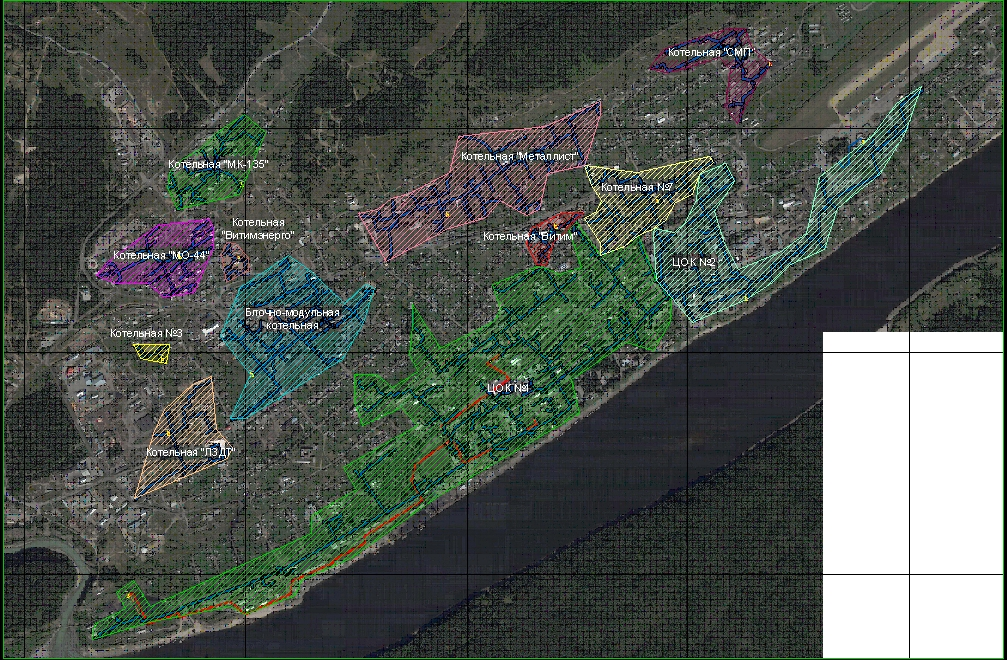 Котельная "СМП"
Котельная "Металлист"
Котельная "МК-135"
Котельная №7
Котельная
"Витимэнерго"
Котельная "Витим"
Котельная "МО-44"
ЦОК №2
Блочно-модульная
котельная
Котельная №3
ЦОК №1
Котельная "ЛЗДТ"